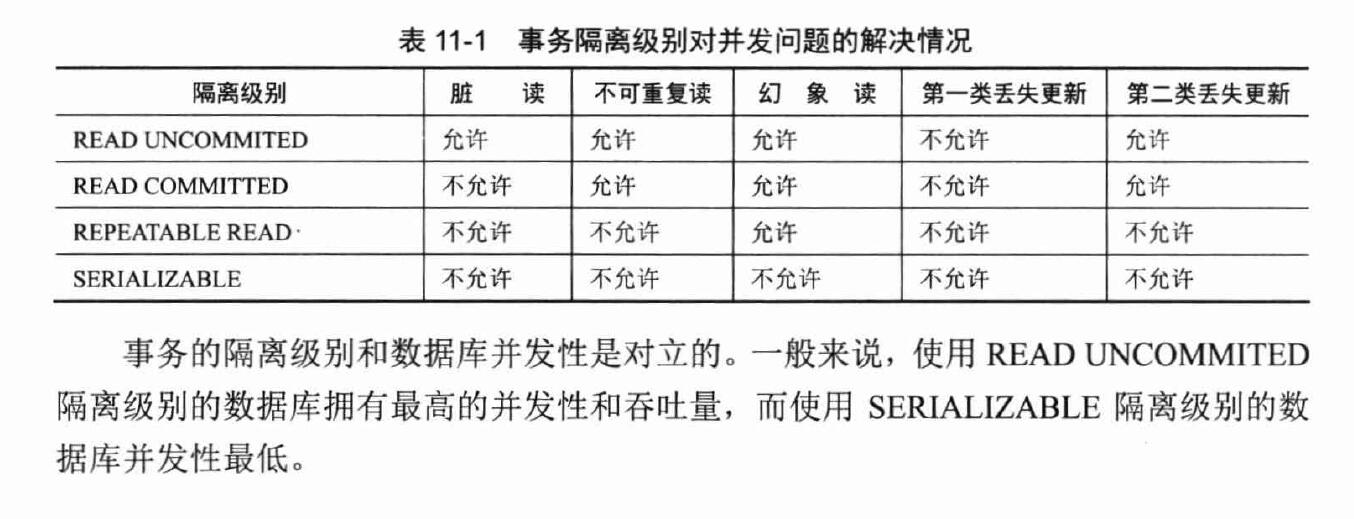 表 11-1 事务隔离级别对并发问题的解决情况
隔离级别 脏 读 不可重复读 幻 象 读 第一类丢失更新 第二类丢失更新
READ UNCOMMITED 允许 允许 允许 不允许 允许
READ COMMITTED 不允许 允许 允许 不允许 允许
REPEATABLE READ 不允许 不允许 允许 不允许 不允许
SERIALIZABLE 不允许 不允许 不允许 不允许 不允许
事务的隔离级别和数据库并发性是对立的。一般来说，使用 READ UNCOMMITED
隔离级别的数据库拥有最高的并发性和吞吐量，而使用 SERIALIZABLE 隔离级别的数
据库并发性最低。